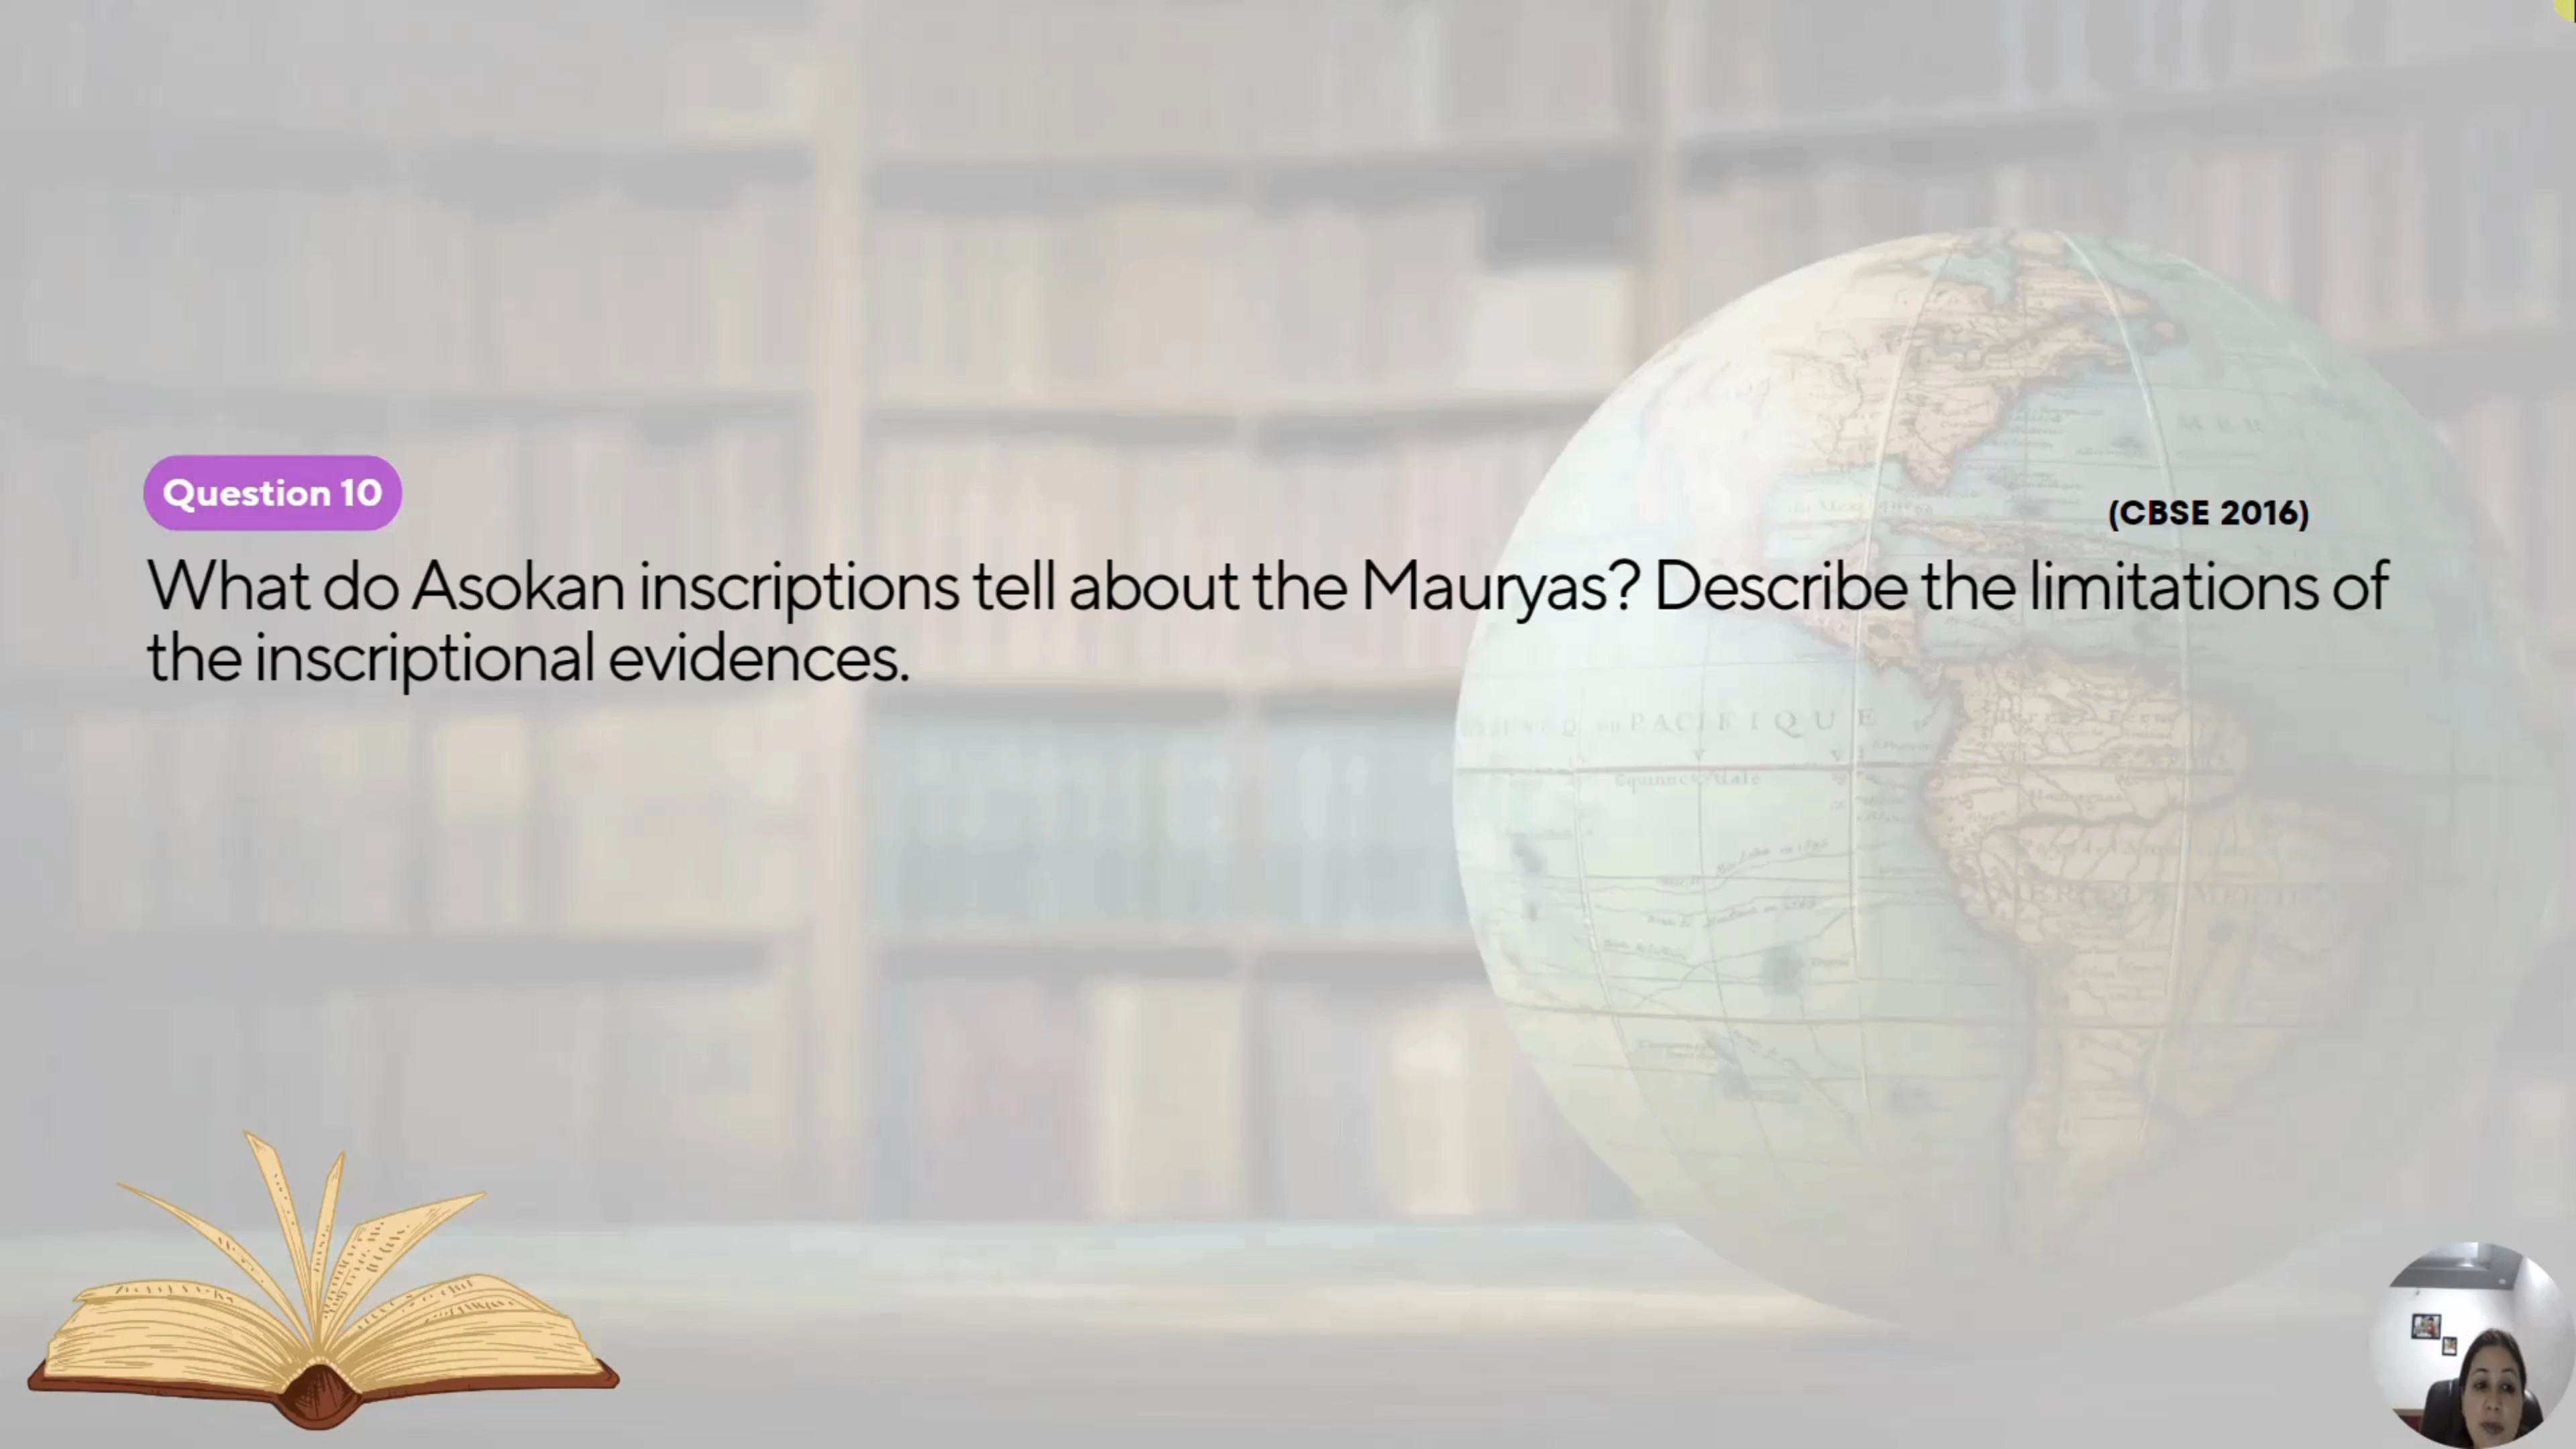 Question 10
(CBSE 2016)
What do Asokan inscriptions tell about the Mauryas? Describe the limitations of
the inscriptional evidences.
PACIFIQUE